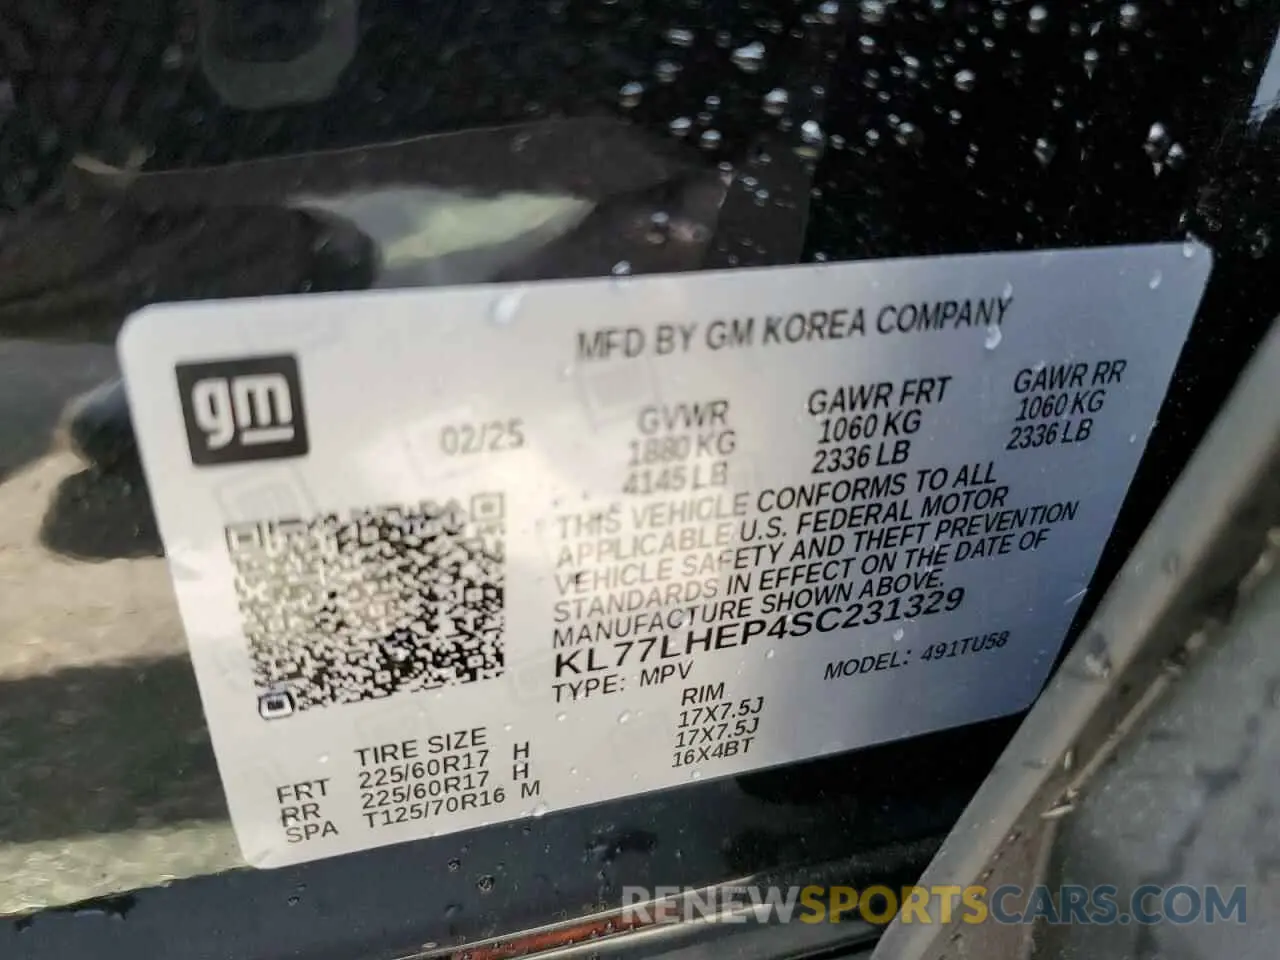 MFD BY GM KOREA COMPANY
gm
02/25
GVWR
1880 KG
4145 LB
GAWR FRT
1060 KG
2336 LB
GAWR RR
1060 KG
2336 LB
THIS VEHICLE CONFORMS TO ALL
APPLICABLE U.S. FEDERAL MOTOR
VEHICLE SAFETY AND THEFT PREVENTION
STANDARDS IN EFFECT ON THE DATE OF
MANUFACTURE SHOWN ABOVE.
KL77LHEP4SC231329
TYPE: MPV
MODEL: 491TU58
TIRE SIZE
RIM
FRT 225/60R17 H 17X7.5J
RR 225/60R17 H 17X7.5J
SPA T125/70R16 M 16X4BT
RENEWSPORTSCARS.COM